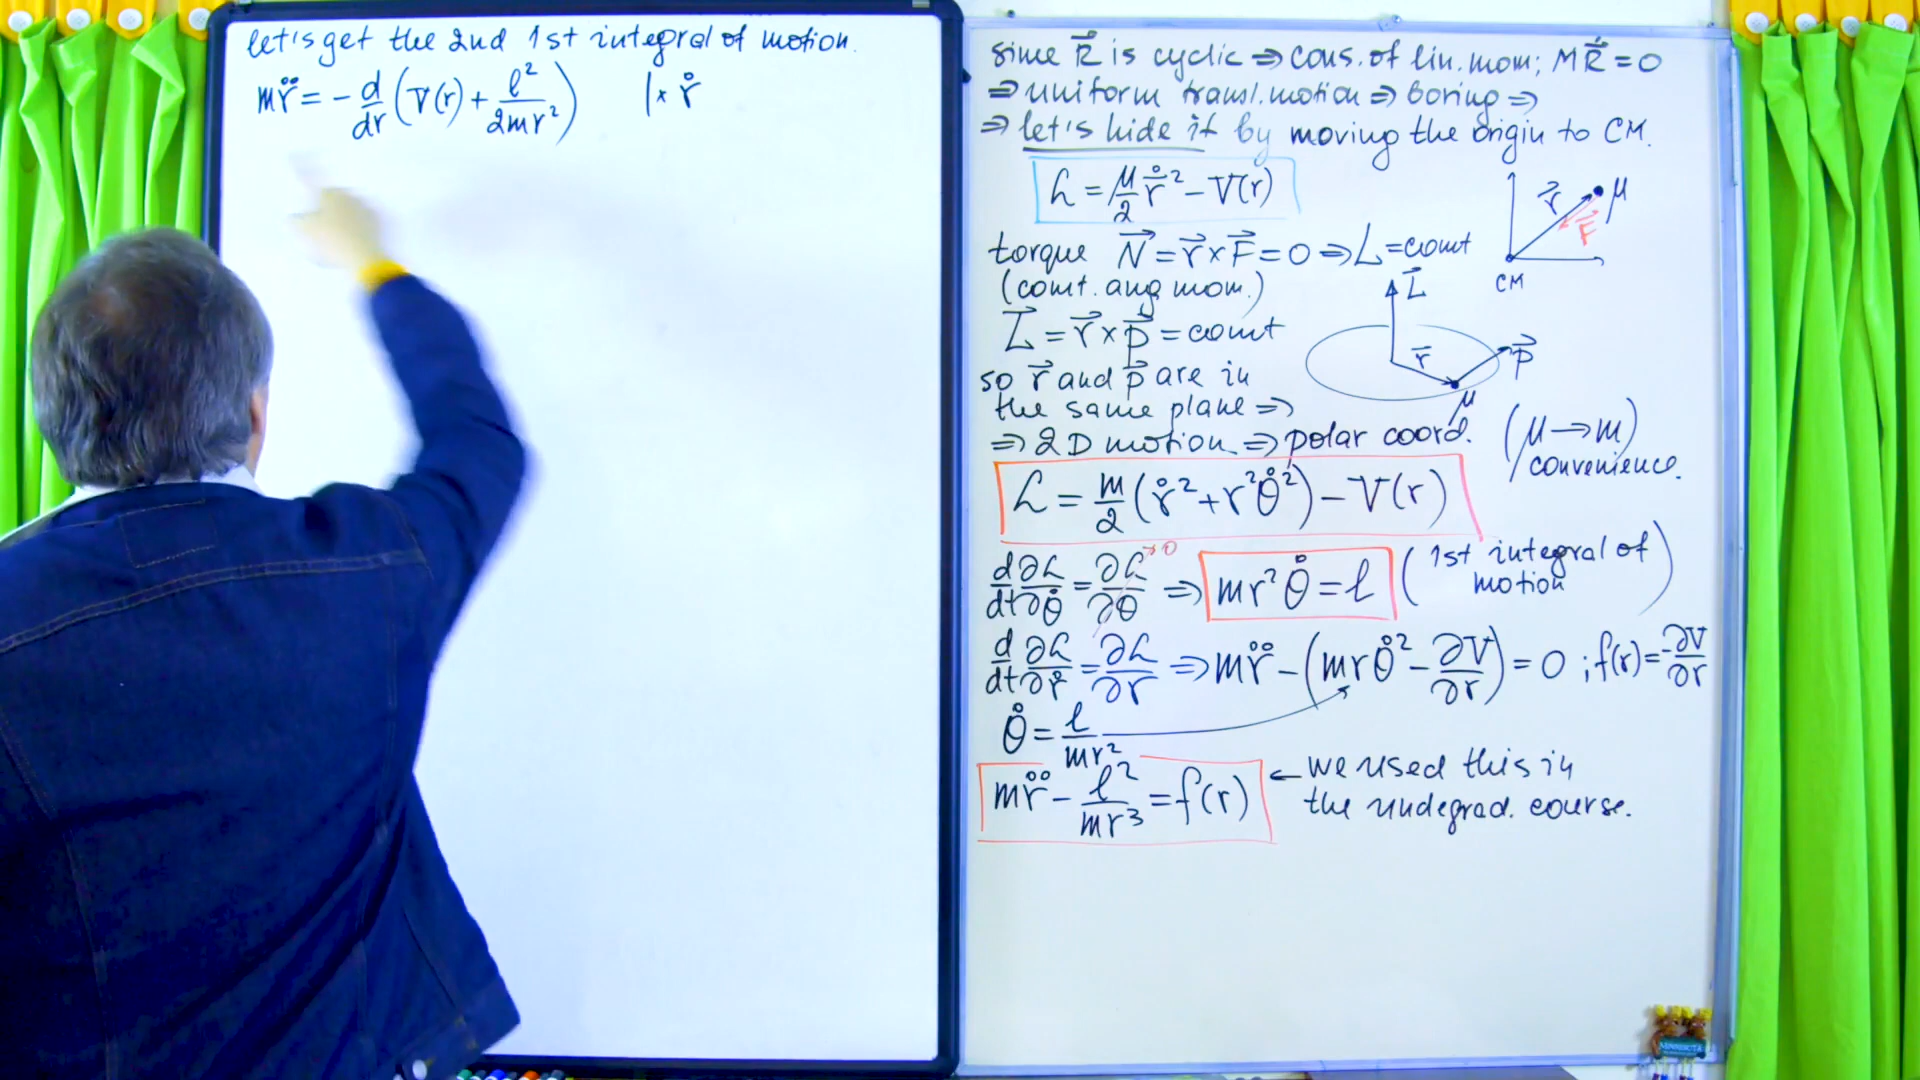 let's get the 2nd 1st integral of motion.
mr̊̊ = - d/dr (V(r) + l²/2mr²) |× r̊
since R⃗ is cyclic ⇒ cons. of lin. mom; MR̊⃗ = 0
⇒ uniform transl. motion ⇒ boring ⇒
⇒ let's hide it by moving the origin to CM.
L = μ/2 r̊⃗² - V(r)
r⃗ μ
F⃗
CM
torque N⃗ = r⃗ × F⃗ = 0 ⇒ L = const
(const. ang mom.)
L⃗ = r⃗ × p⃗ = const
L⃗
r⃗ p⃗
μ
so r⃗ and p⃗ are in
the same plane ⇒
⇒ 2D motion ⇒ polar coord.
(μ → m)
convenience.
L = m/2 (r̊² + r²θ̊²) - V(r)
d/dt ∂L/∂θ̊ = ∂L/∂θ →0 ⇒ mr²θ̊ = l (1st integral of
motion)
d/dt ∂L/∂r̊ = ∂L/∂r ⇒ mr̊̊ - (mrθ̊² - ∂V/∂r) = 0 ; f(r) = -∂V/∂r
θ̊ = l/mr²
mr̊̊ - l²/mr³ = f(r) ← we used this in
the undegrad. course.